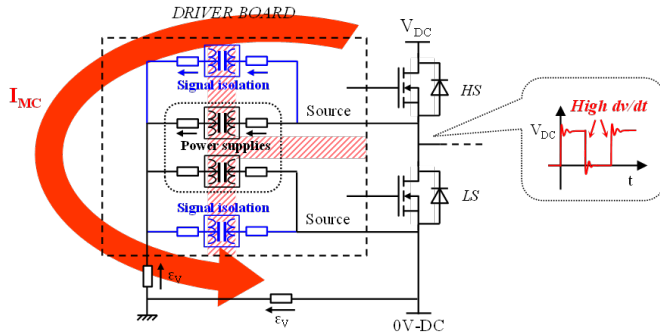 DRIVER BOARD
V_DC
Signal isolation
I_MC
HS
Source
High dv/dt
V_DC
Power supplies
t
Signal isolation
LS
Source
ε_V
ε_V
0V-DC